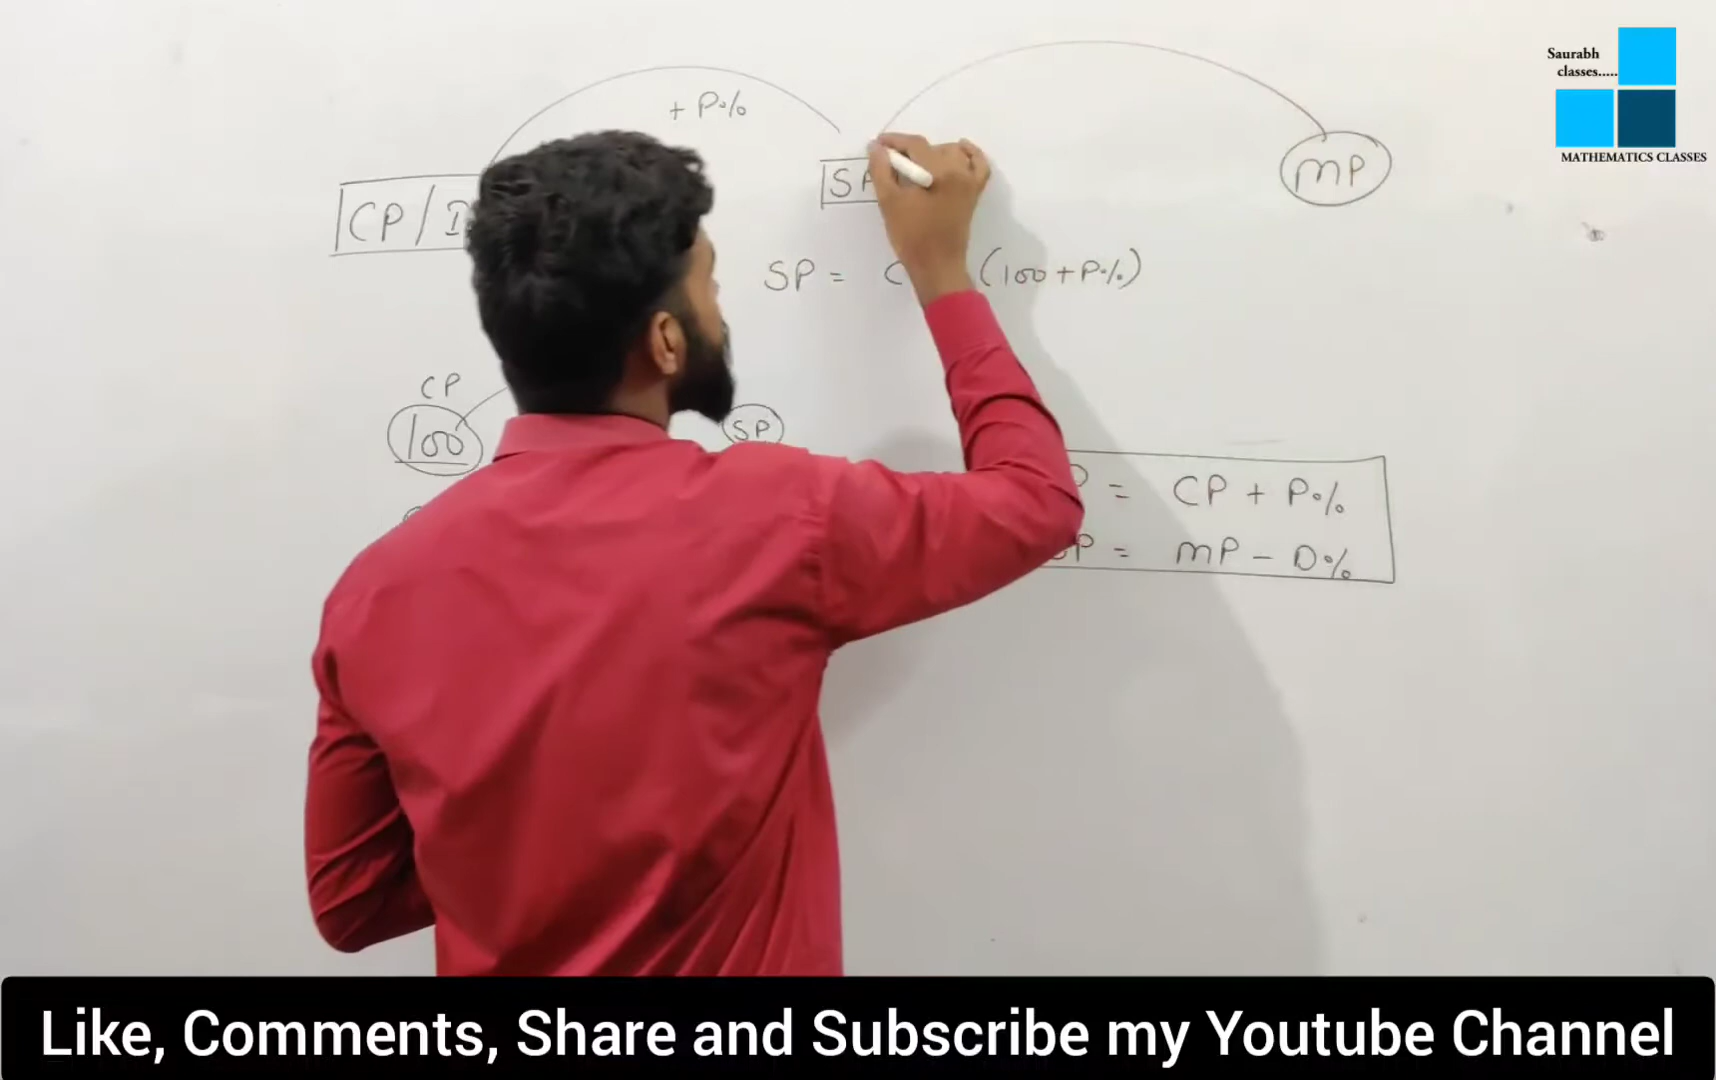 Saurabh
classes.....
MATHEMATICS CLASSES
+ P%
MP
CP /
SP = (100 + P%)
CP
100
SP
= CP + P%
= MP - D%
Like, Comments, Share and Subscribe my Youtube Channel